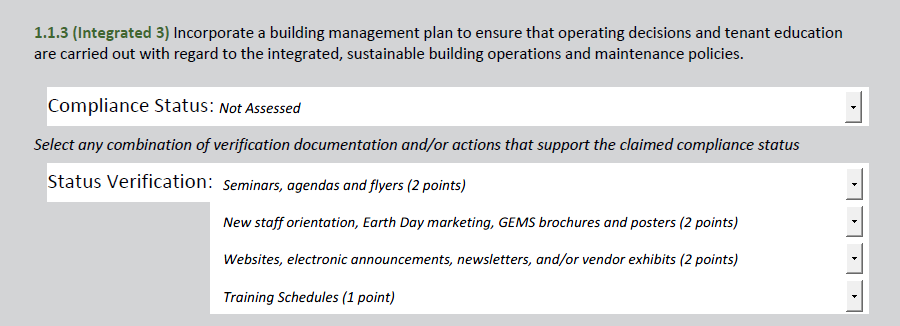 1.1.3 (Integrated 3) Incorporate a building management plan to ensure that operating decisions and tenant education
are carried out with regard to the integrated, sustainable building operations and maintenance policies.
Compliance Status: Not Assessed
Select any combination of verification documentation and/or actions that support the claimed compliance status
Status Verification: Seminars, agendas and flyers (2 points)
New staff orientation, Earth Day marketing, GEMS brochures and posters (2 points)
Websites, electronic announcements, newsletters, and/or vendor exhibits (2 points)
Training Schedules (1 point)